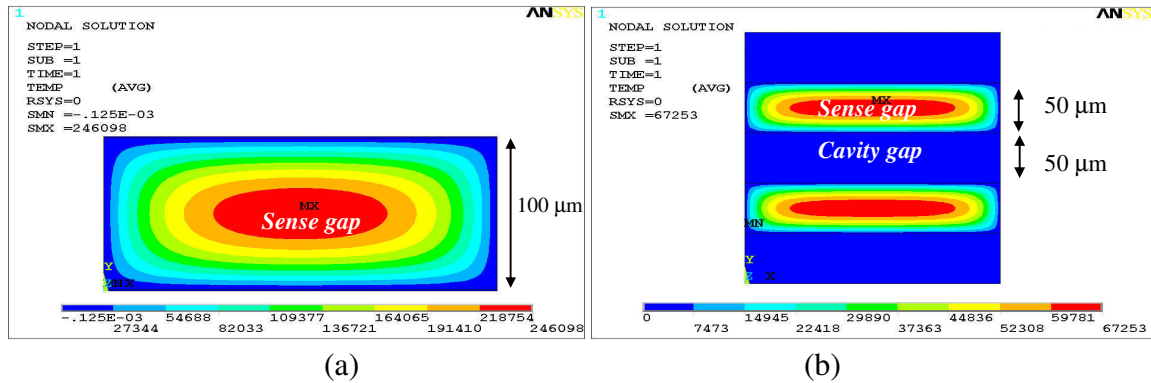 1
ANSYS
NODAL SOLUTION
STEP=1
SUB =1
TIME=1
TEMP (AVG)
RSYS=0
SMN =-.125E-03
SMX =246098
MX
Sense gap
100 μm
Y
Z MN X
-.125E-03 54688 109377 164065 218754
27344 82033 136721 191410 246098
(a)
1
ANSYS
NODAL SOLUTION
STEP=1
SUB =1
TIME=1
TEMP (AVG)
RSYS=0
SMX =67253
MX
Sense gap
50 μm
Cavity gap
50 μm
MN
Y
Z X
0 14945 29890 44836 59781
7473 22418 37363 52308 67253
(b)